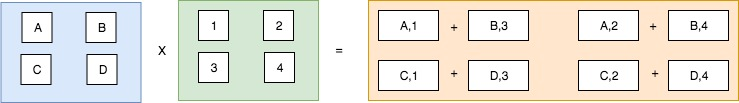 A B 1 2 A,1 + B,3 A,2 + B,4
X =
C D 3 4 C,1 + D,3 C,2 + D,4